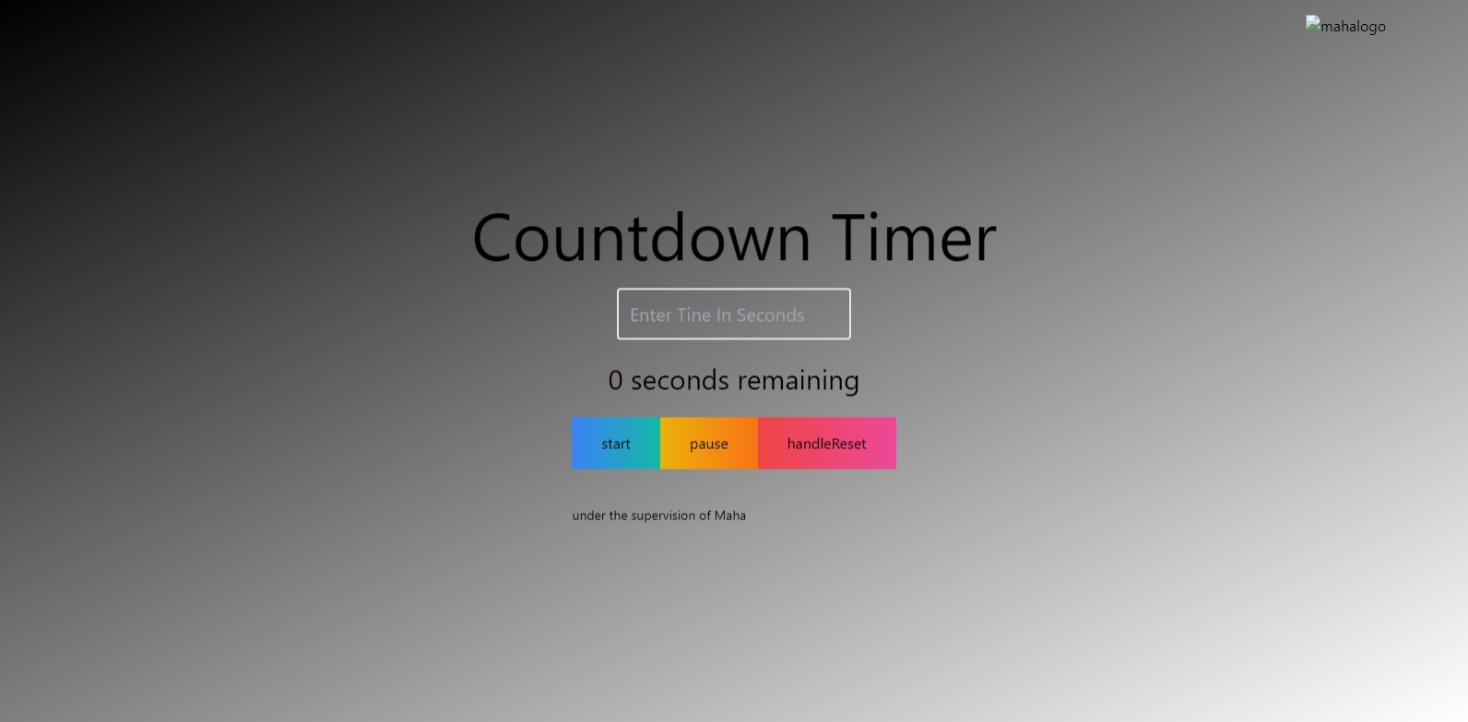 mahalogo
Countdown Timer
Enter Tine In Seconds
0 seconds remaining
start pause handleReset
under the supervision of Maha